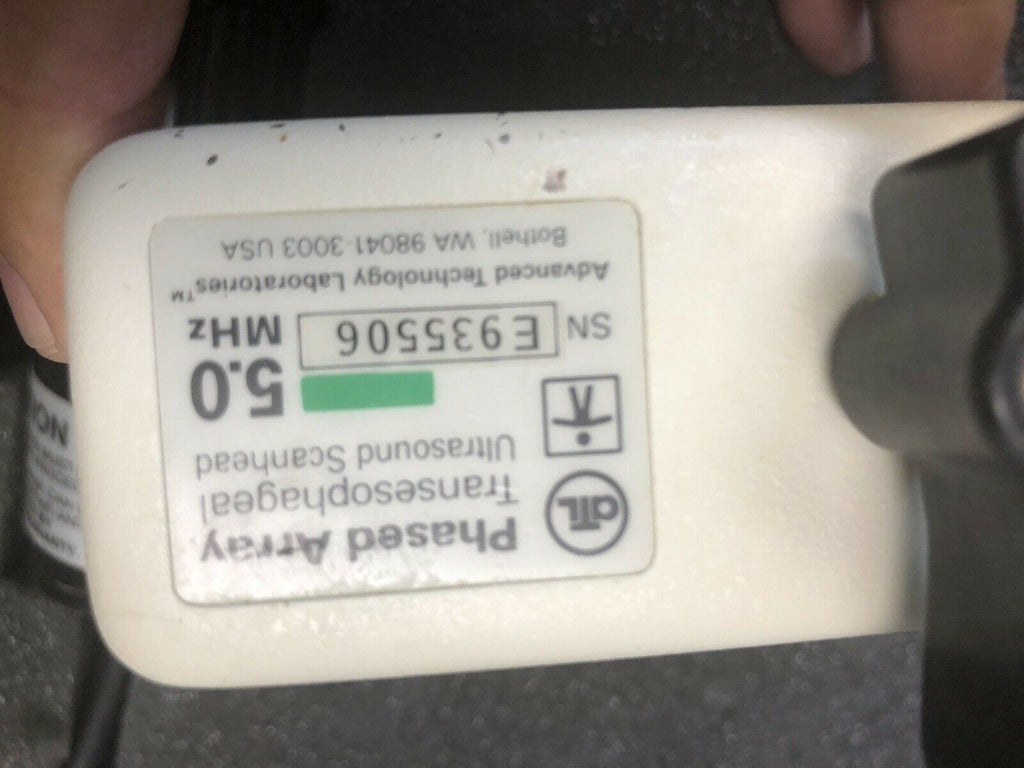 ATL
Phased Array
Transesophageal
Ultrasound Scanhead
5.0
MHz
SN E935506
Advanced Technology Laboratories™
Bothell, WA 98041-3003 USA